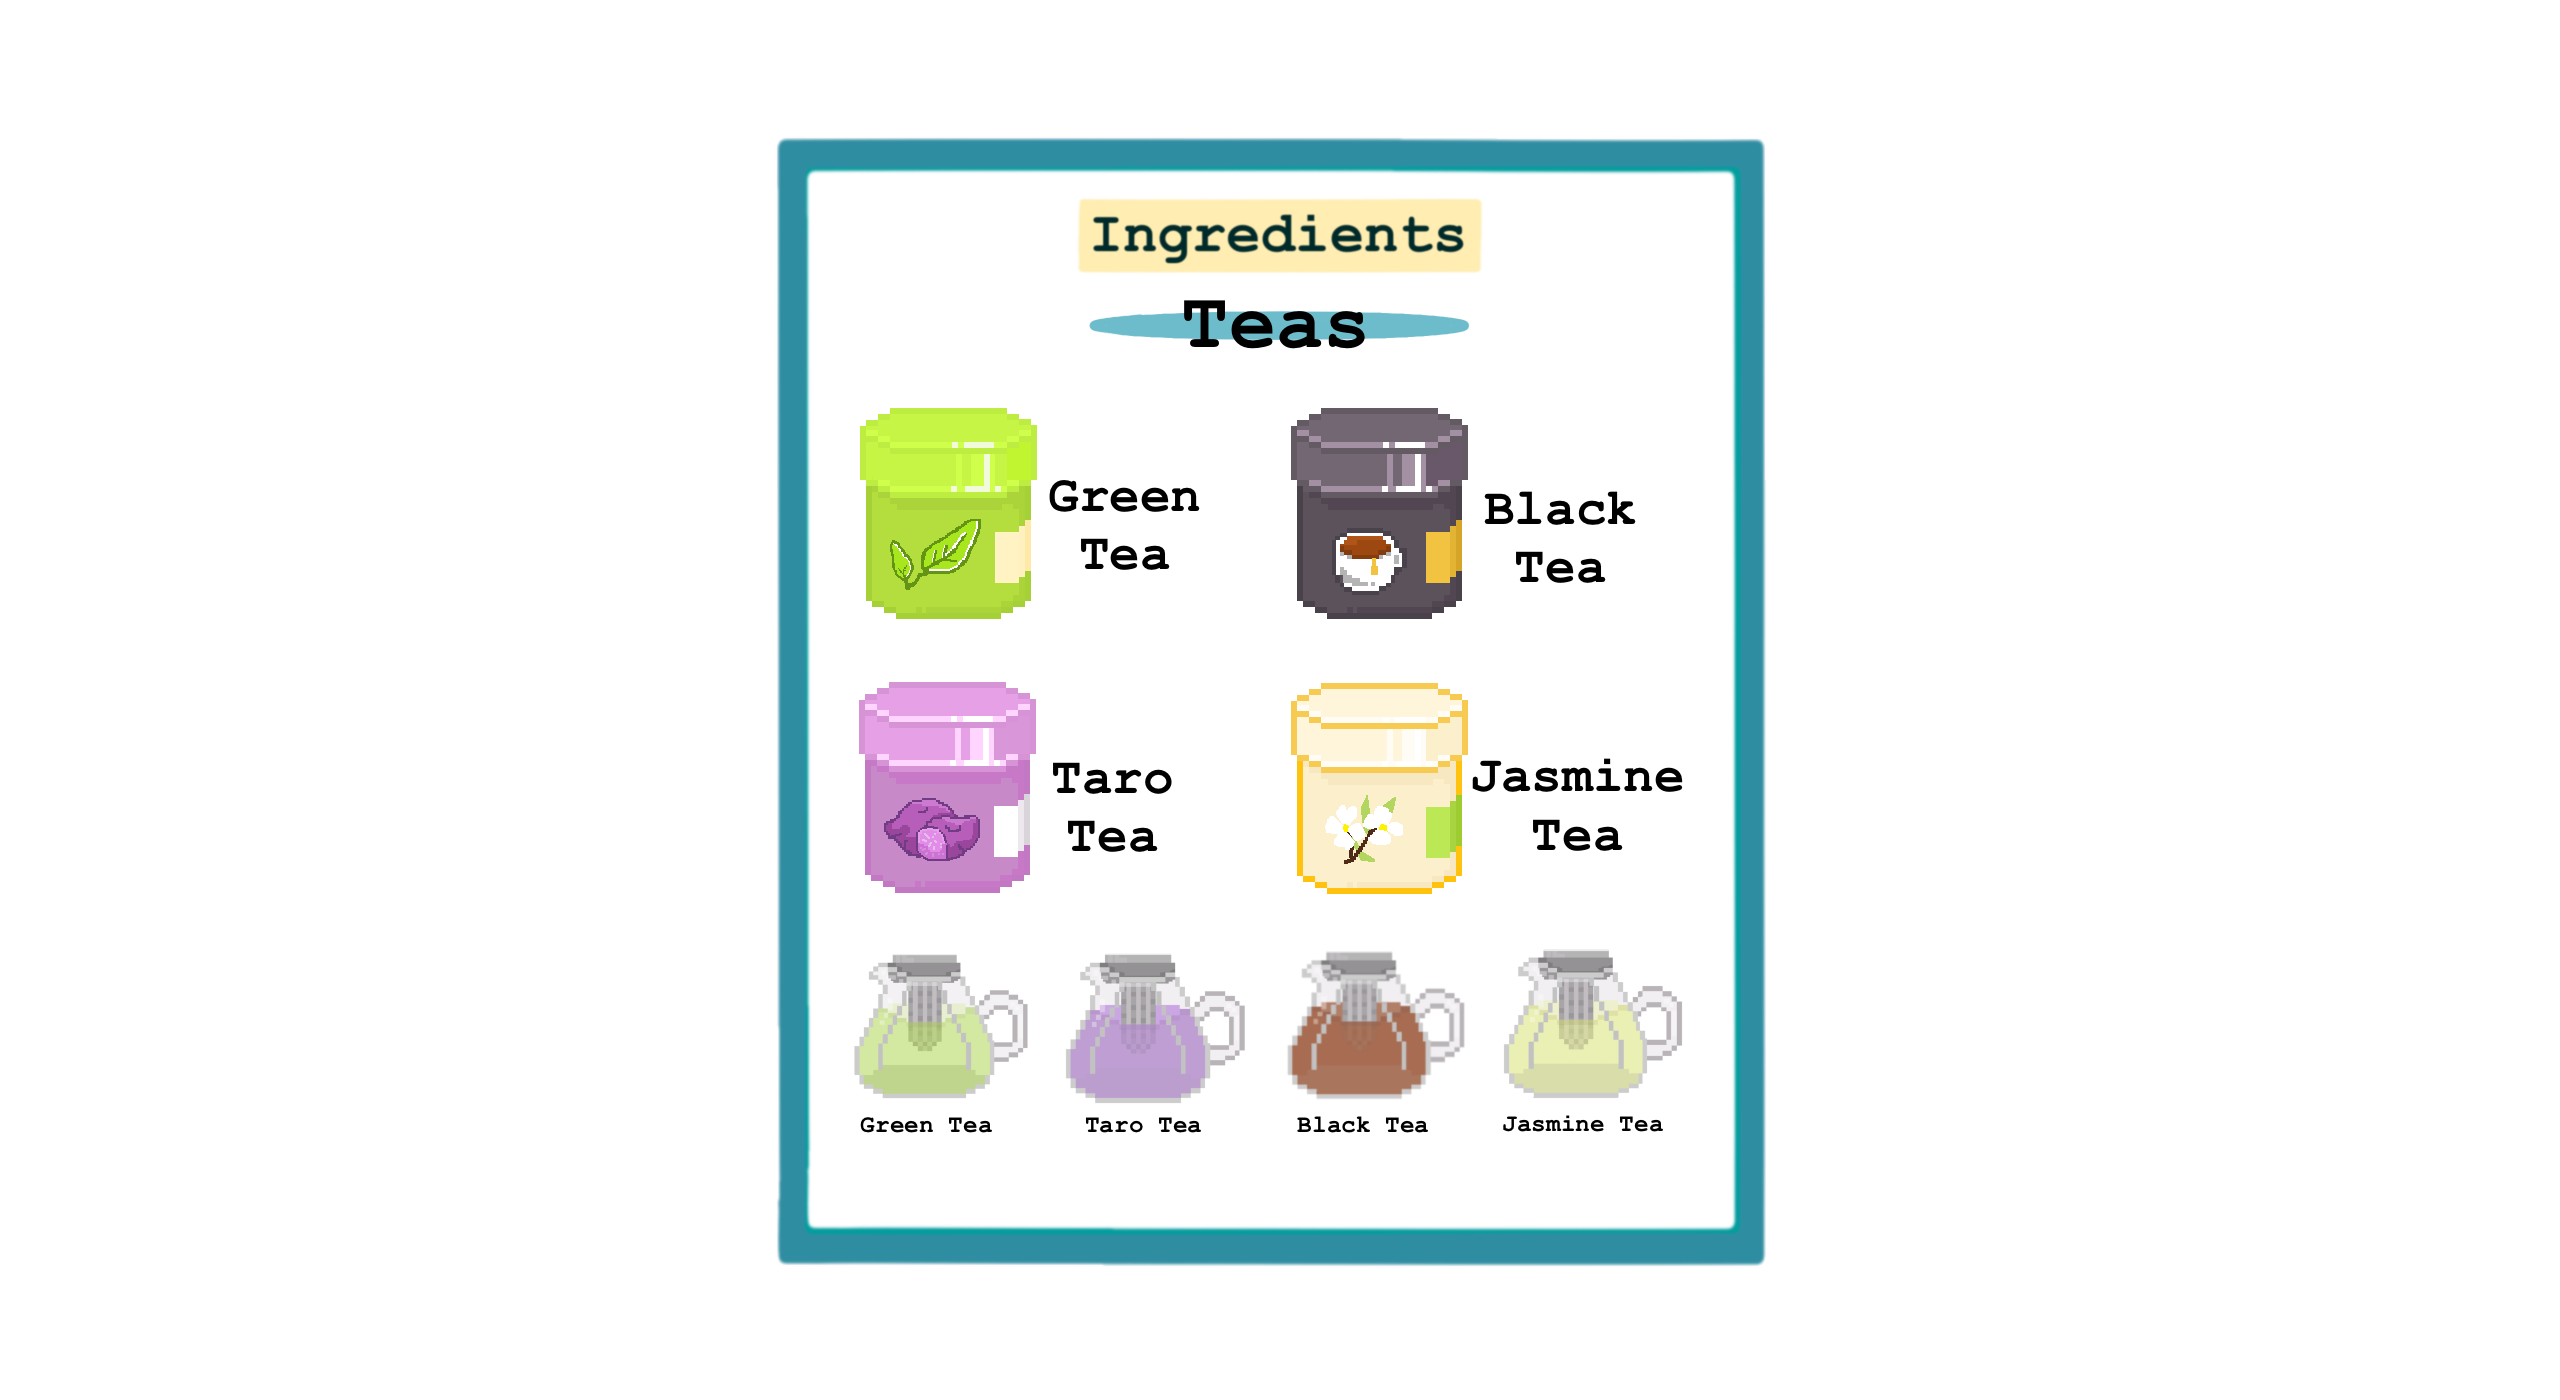 Ingredients
Teas
Green
Tea
Black
Tea
Taro
Tea
Jasmine
Tea
Green Tea
Taro Tea
Black Tea
Jasmine Tea